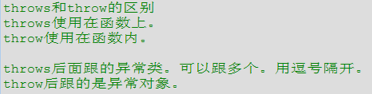 throws和throw的区别
throws使用在函数上。
throw使用在函数内。
throws后面跟的异常类。可以跟多个。用逗号隔开。
throw后跟的是异常对象。